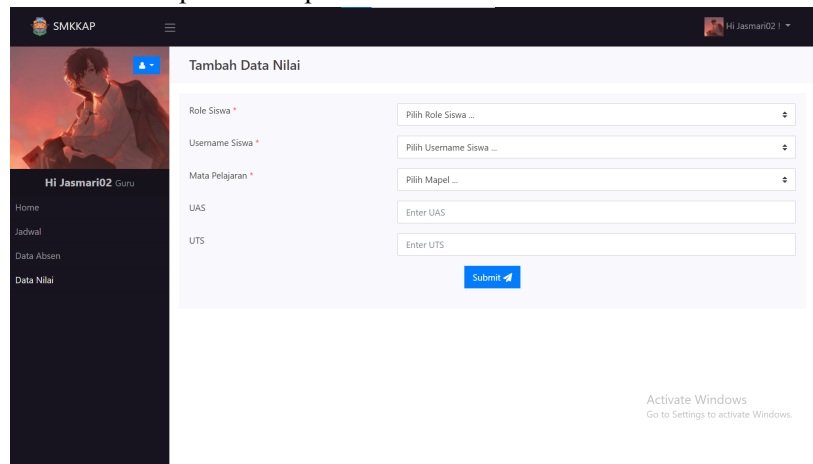 SMKKAP
Hi Jasmari02 !
Hi Jasmari02 Guru
Home
Jadwal
Data Absen
Data Nilai
Tambah Data Nilai
Role Siswa *
Pilih Role Siswa ...
Username Siswa *
Pilih Username Siswa ...
Mata Pelajaran *
Pilih Mapel ...
UAS
Enter UAS
UTS
Enter UTS
Submit
Activate Windows
Go to Settings to activate Windows.